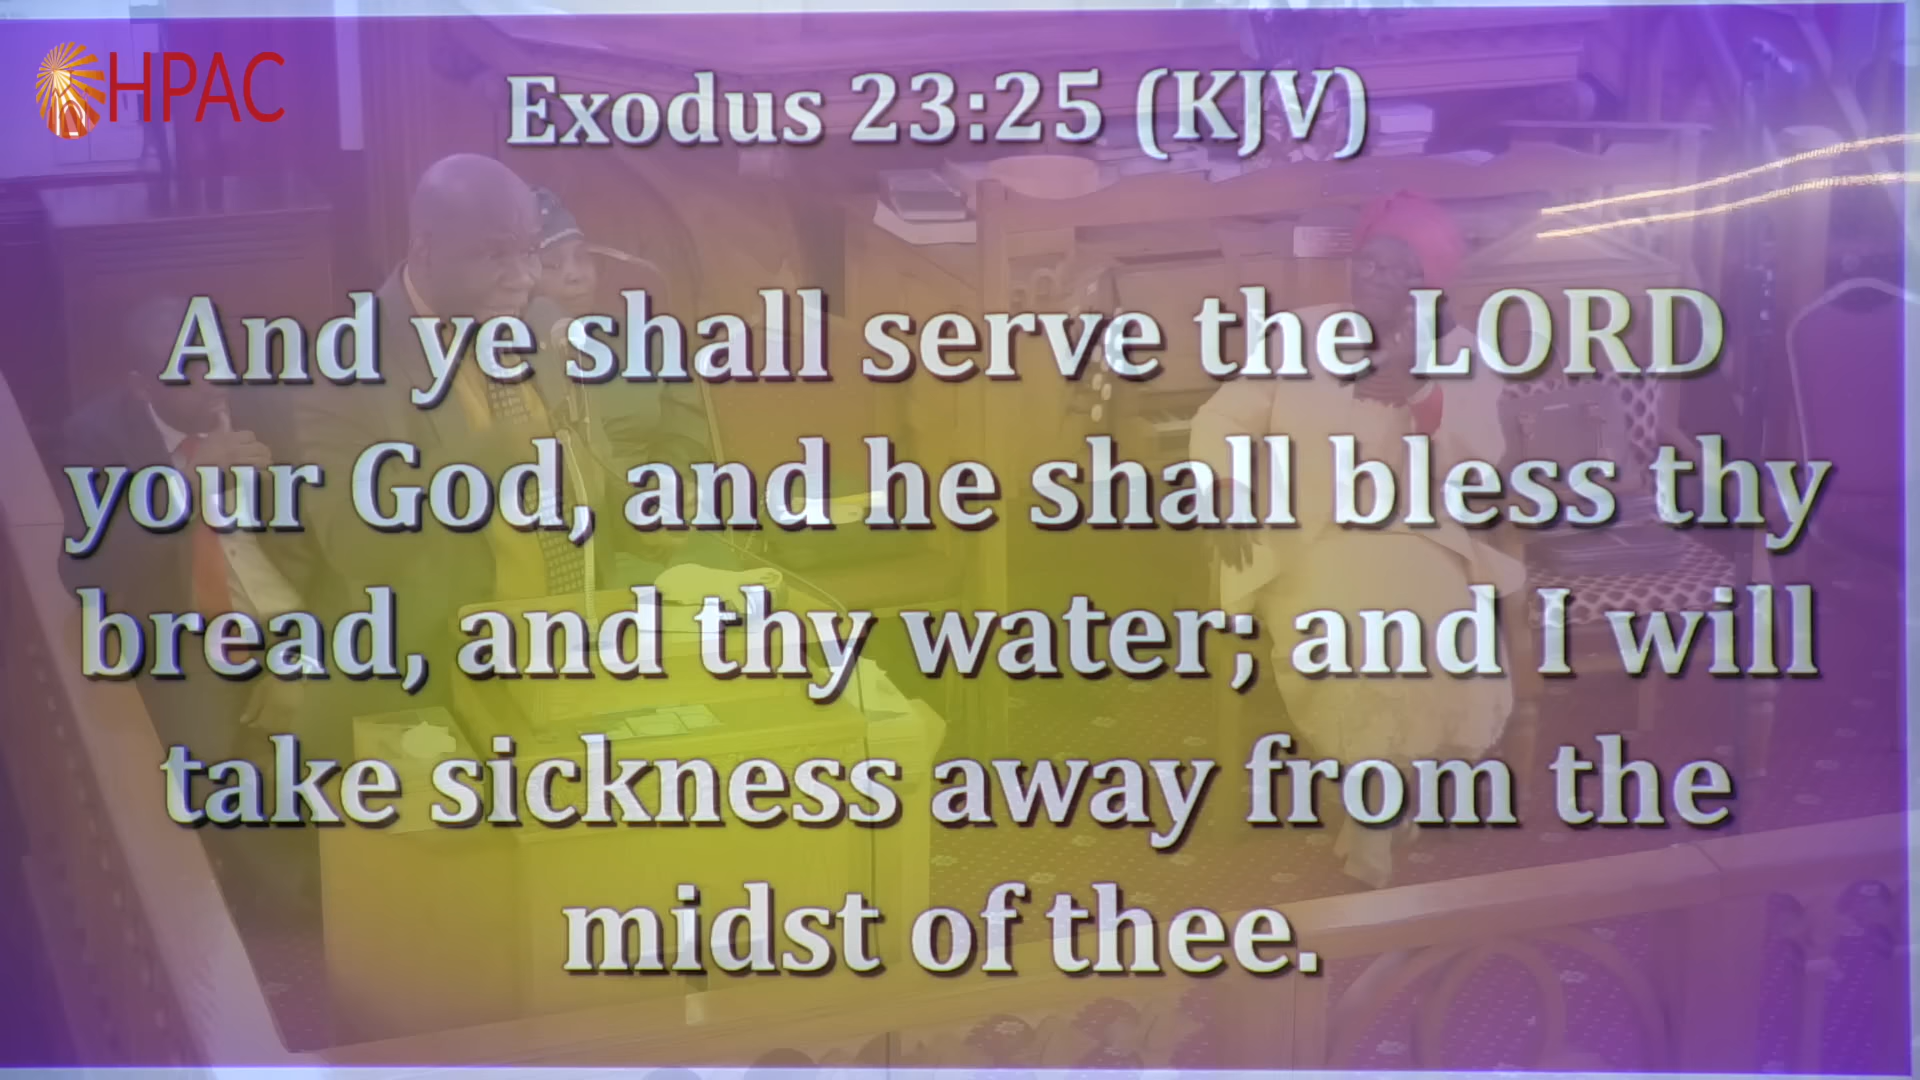 HPAC
Exodus 23:25 (KJV)
And ye shall serve the LORD
your God, and he shall bless thy
bread, and thy water; and I will
take sickness away from the
midst of thee.